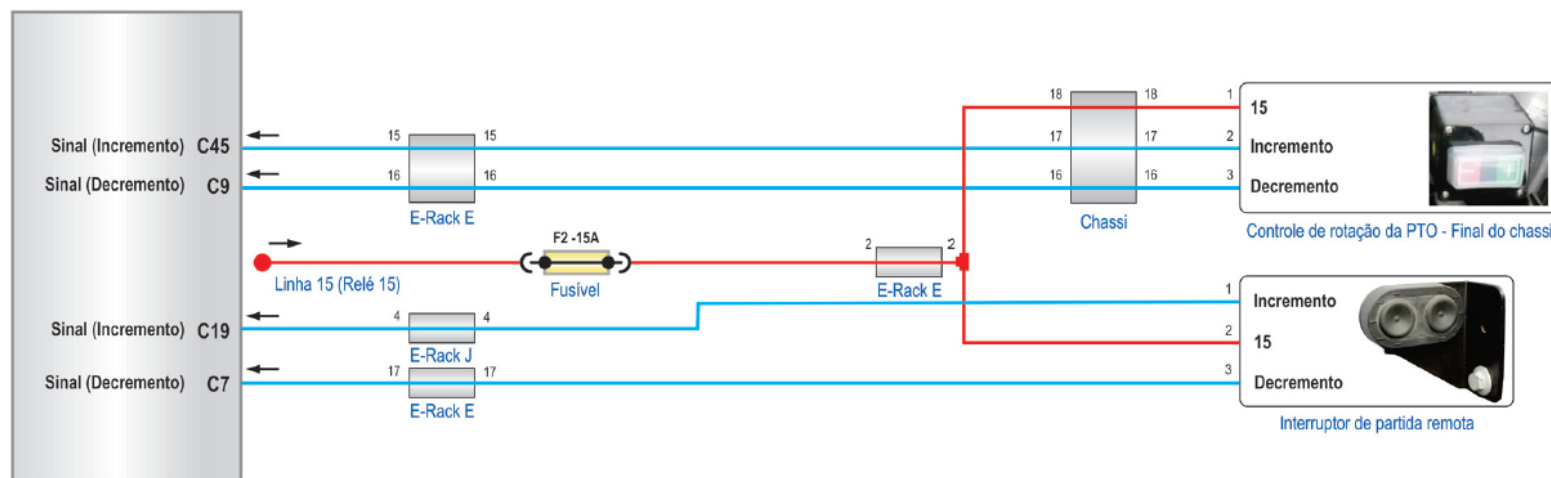 18 18 1
15
Sinal (Incremento) C45 15 15 17 17 2 Incremento
Sinal (Decremento) C9 16 16 16 16 3 Decremento
E-Rack E
Chassi
Controle de rotação da PTO - Final do chassi
F2 -15A
2 2
Linha 15 (Relé 15)
Fusível
E-Rack E
1 Incremento
Sinal (Incremento) C19 4 4
2 15
E-Rack J
Sinal (Decremento) C7 17 17 3 Decremento
E-Rack E
Interruptor de partida remota